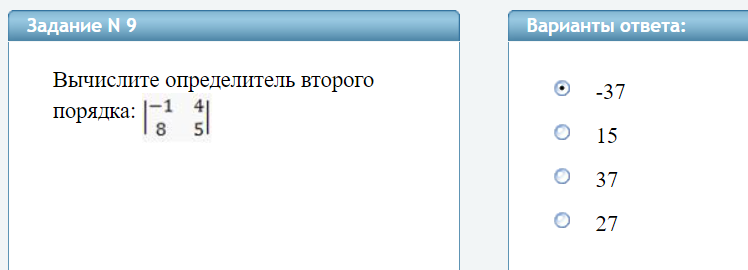 Задание N 9
Вычислите определитель второго
порядка: |−1 4|
|8 5|
Варианты ответа:
-37
15
37
27